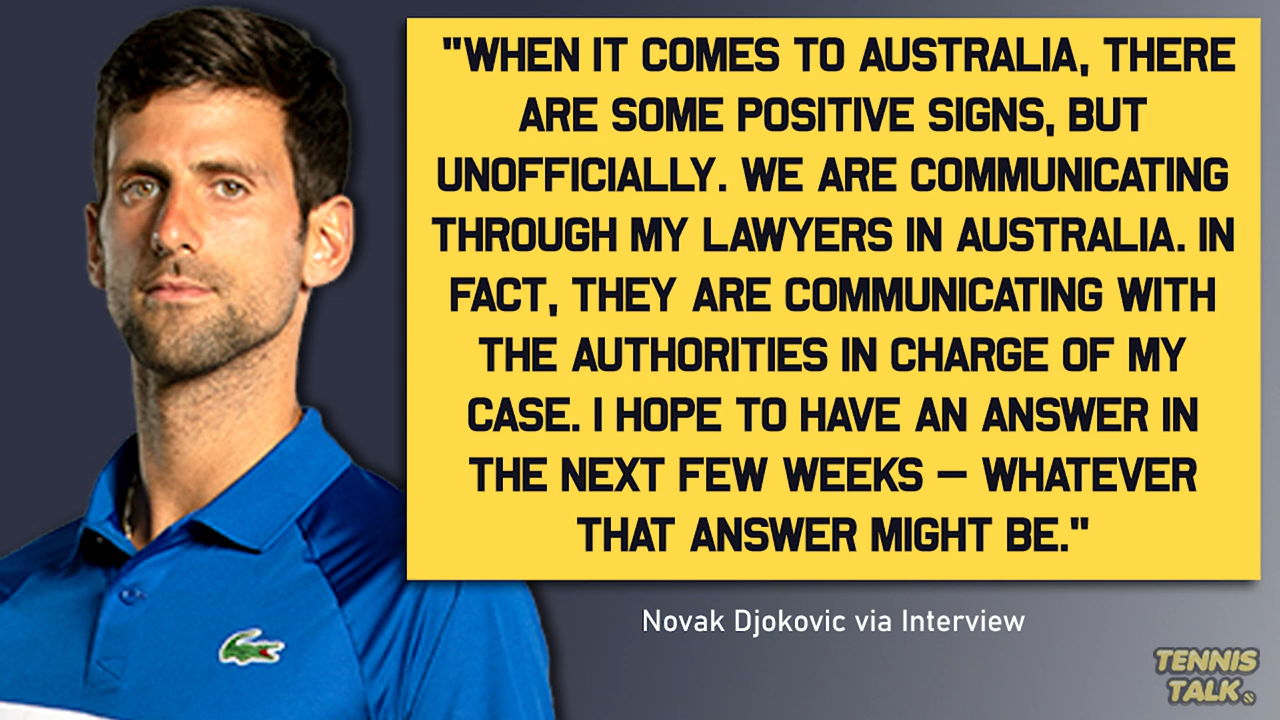 "WHEN IT COMES TO AUSTRALIA, THERE
ARE SOME POSITIVE SIGNS, BUT
UNOFFICIALLY. WE ARE COMMUNICATING
THROUGH MY LAWYERS IN AUSTRALIA. IN
FACT, THEY ARE COMMUNICATING WITH
THE AUTHORITIES IN CHARGE OF MY
CASE. I HOPE TO HAVE AN ANSWER IN
THE NEXT FEW WEEKS – WHATEVER
THAT ANSWER MIGHT BE."
Novak Djokovic via Interview
TENNIS
TALK